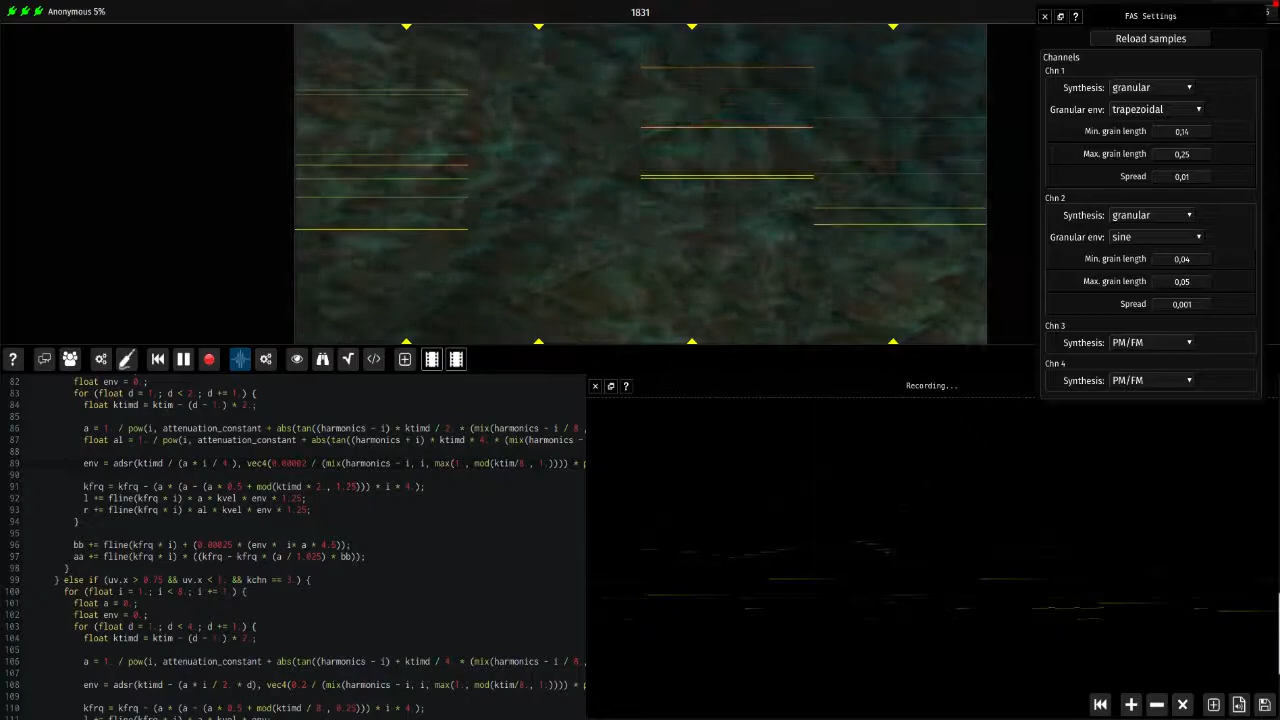 Anonymous 5%
1831
FAS Settings
Reload samples
Channels
Chn 1
Synthesis: granular
Granular env: trapezoidal
Min. grain length 0,14
Max. grain length 0,25
Spread 0,01
Chn 2
Synthesis: granular
Granular env: sine
Min. grain length 0,04
Max. grain length 0,05
Spread 0,001
Chn 3
Synthesis: PM/FM
Chn 4
Synthesis: PM/FM
Recording...
82 float env = 0.;
83 for (float d = 1.; d < 2.; d += 1.) {
84 float ktimd = ktim - (d - 1.) * 2.;
85
86 a = 1. / pow(i, attenuation_constant + abs(tan((harmonics - i) * ktimd / 2. * (mix(harmonics - i / 8.
87 float al = 1. / pow(i, attenuation_constant + abs(tan((harmonics + i) * ktimd * 4. * (mix(harmonics -
88
89 env = adsr(ktimd / (a * i / 4.), vec4(0.00002 / (mix(harmonics - i, i, max(1., mod(ktim/8., 1.)))) * p
90
91 kfrq = kfrq - (a * (a - (a * 0.5 + mod(ktimd * 2., 1.25))) * i * 4.);
92 l += fline(kfrq * i) * a * kvel * env * 1.25;
93 r += fline(kfrq * i) * al * kvel * env * 1.25;
94 }
95
96 bb += fline(kfrq * i) + (0.00025 * (env * i* a * 4.5));
97 aa += fline(kfrq * i) * ((kfrq - kfrq * (a / 1.025) * bb));
98 }
99 } else if (uv.x > 0.75 && uv.x < 1. && kchn == 3.) {
100 for (float i = 1.; i < 8.; i += 1.) {
101 float a = 0.;
102 float env = 0.;
103 for (float d = 1.; d < 4.; d += 1.) {
104 float ktimd = ktim - (d - 1.) * 2.;
105
106 a = 1. / pow(i, attenuation_constant + abs(tan((harmonics - i) + ktimd / 4. * (mix(harmonics - i / 8.
107
108 env = adsr(ktimd - (a * i / 2. * d), vec4(0.2 / (mix(harmonics - i, i, max(1., mod(ktim/8., 1.)))) * p
109
110 kfrq = kfrq - (a * 0.5 + mod(ktimd / 8., 0.25)) * i * 4.);